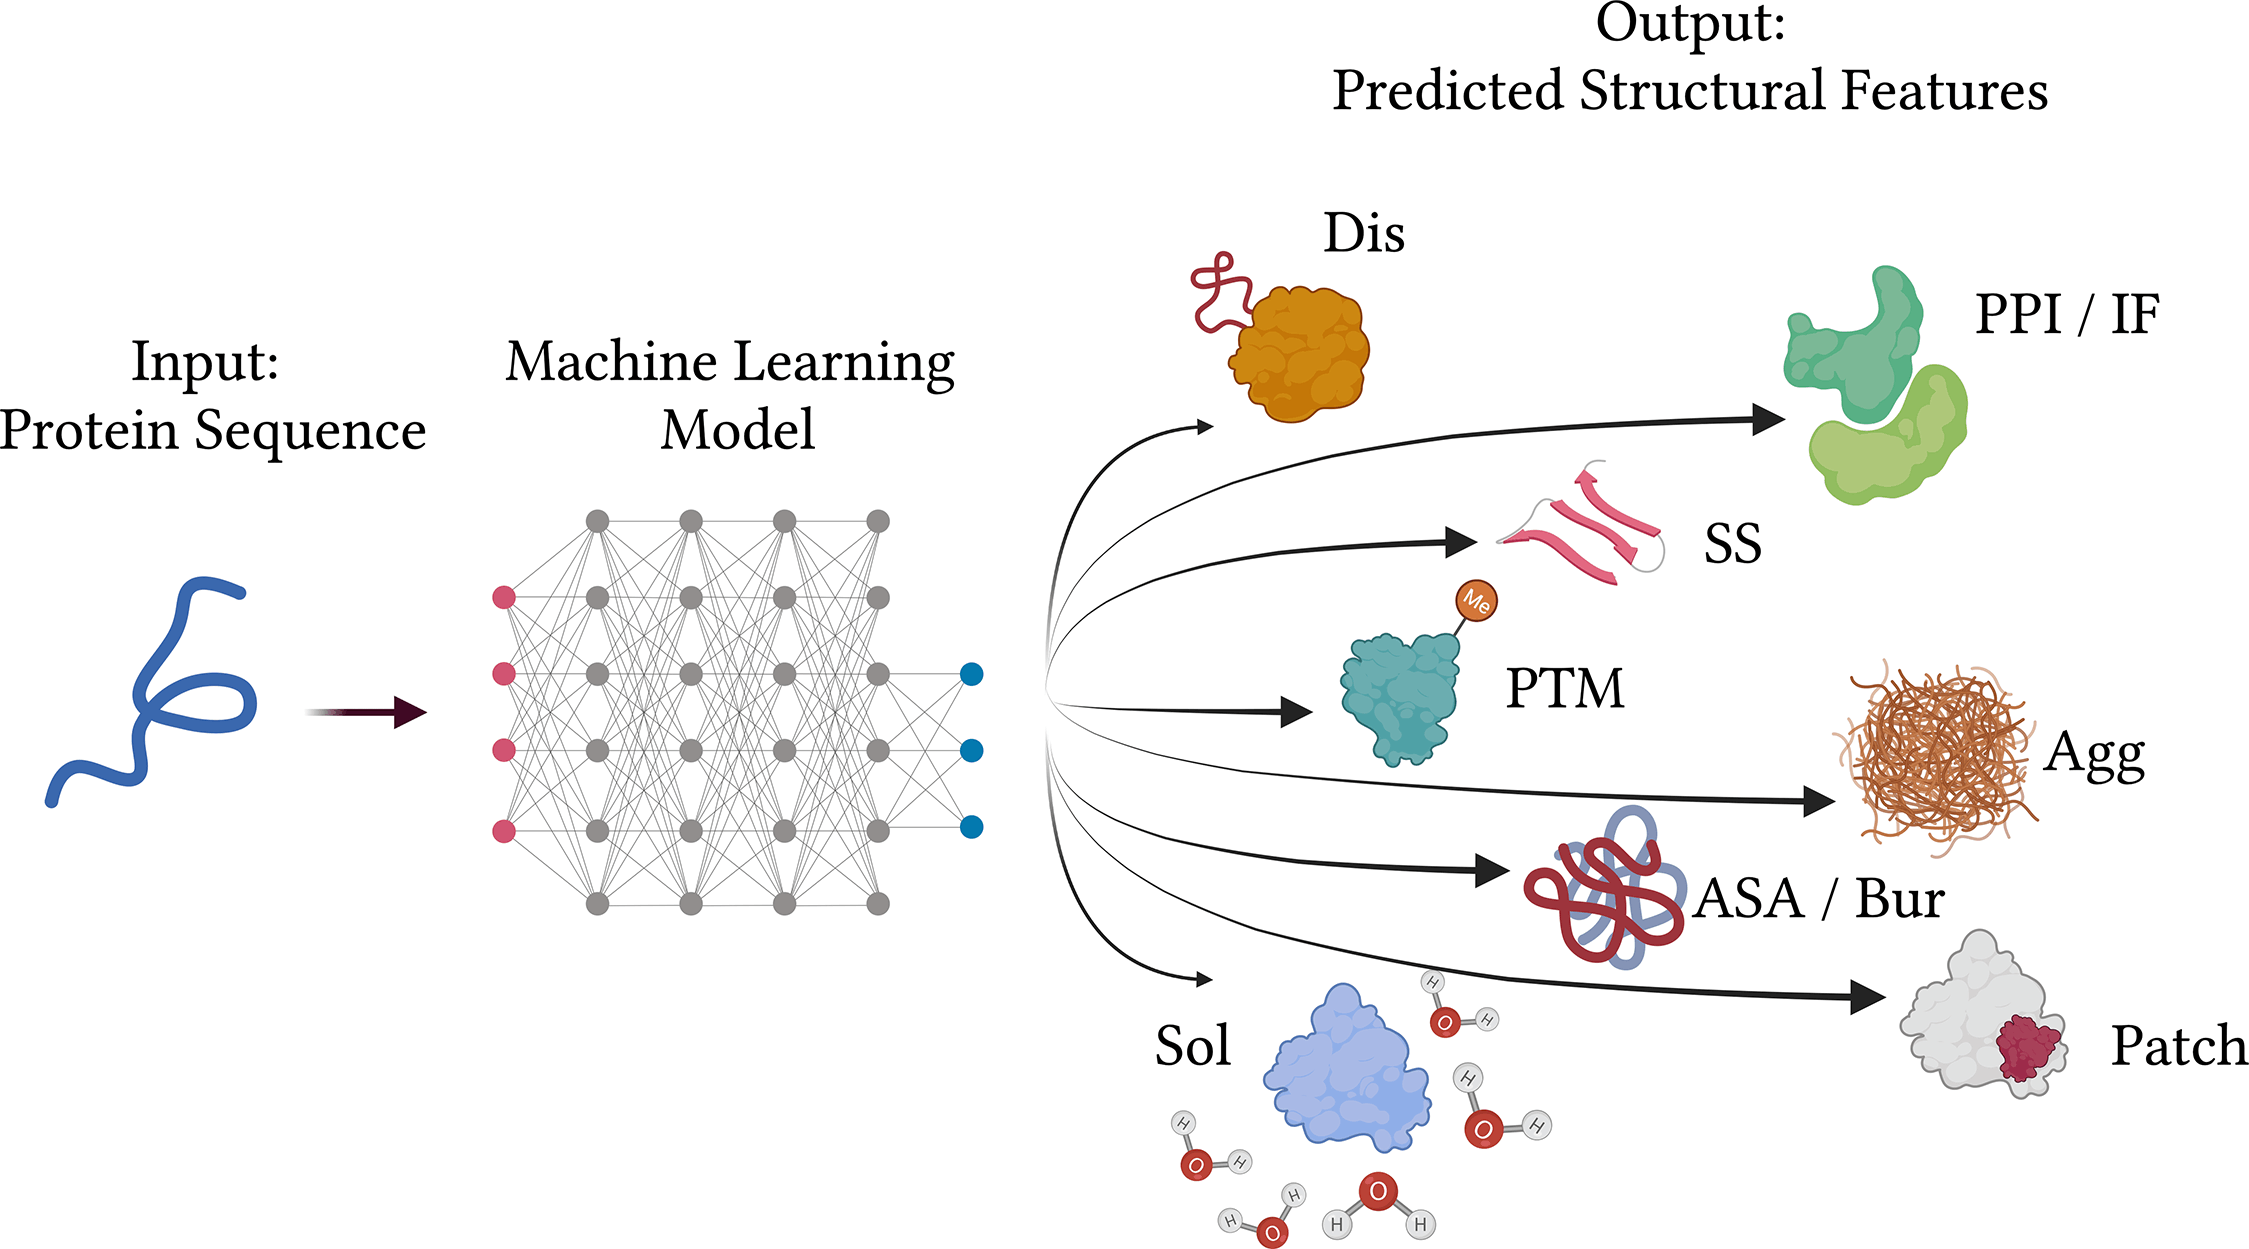 Output:
Predicted Structural Features
Input:
Protein Sequence
Machine Learning
Model
Dis
PPI / IF
SS
Me
PTM
Agg
ASA / Bur
Patch
Sol
H
O
H
H
O
H
H
O
H
H
H
O
O
H
H